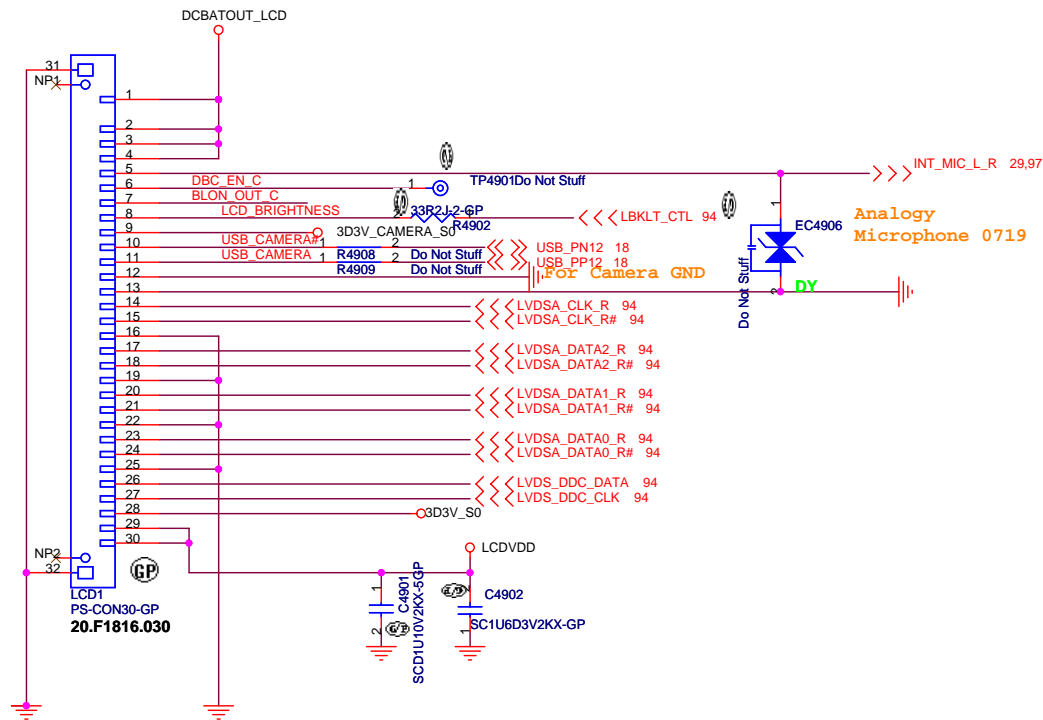 DCBATOUT_LCD
31
NP1
1
2
3
4
5
INT_MIC_L_R 29,97
6
DBC_EN_C
1
TP4901Do Not Stuff
7
BLON_OUT_C
8
LCD_BRIGHTNESS
2
33R2J-2-GP
1
R4902
LBKLT_CTL 94
1
EC4906
Analogy
Microphone 0719
9
3D3V_CAMERA_S0
10
USB_CAMERA#
1
R4908
2
Do Not Stuff
USB_PN12 18
11
USB_CAMERA
1
R4909
2
Do Not Stuff
USB_PP12 18
12
For Camera GND
13
Do Not Stuff
2
DY
14
LVDSA_CLK_R 94
15
LVDSA_CLK_R# 94
16
17
LVDSA_DATA2_R 94
18
LVDSA_DATA2_R# 94
19
20
LVDSA_DATA1_R 94
21
LVDSA_DATA1_R# 94
22
23
LVDSA_DATA0_R 94
24
LVDSA_DATA0_R# 94
25
26
LVDS_DDC_DATA 94
27
LVDS_DDC_CLK 94
28
3D3V_S0
29
30
NP2
32
GP
LCDVDD
LCD1
PS-CON30-GP
20.F1816.030
1
2
C4901
SCD1U10V2KX-5GP
C4902
1
SC1U6D3V2KX-GP